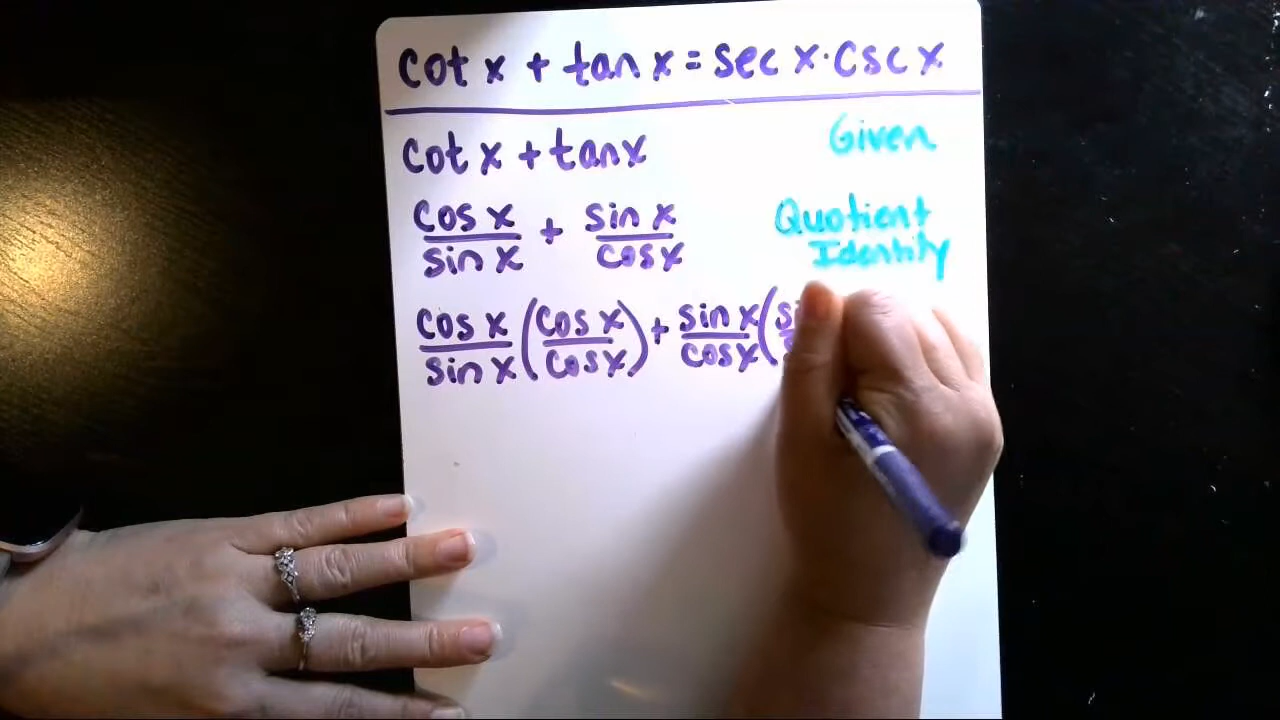 cot x + tan x = sec x · csc x
cot x + tan x
Given
cos x / sin x + sin x / cos x
Quotient
Identity
cos x / sin x (cos x / cos x) + sin x / cos x (